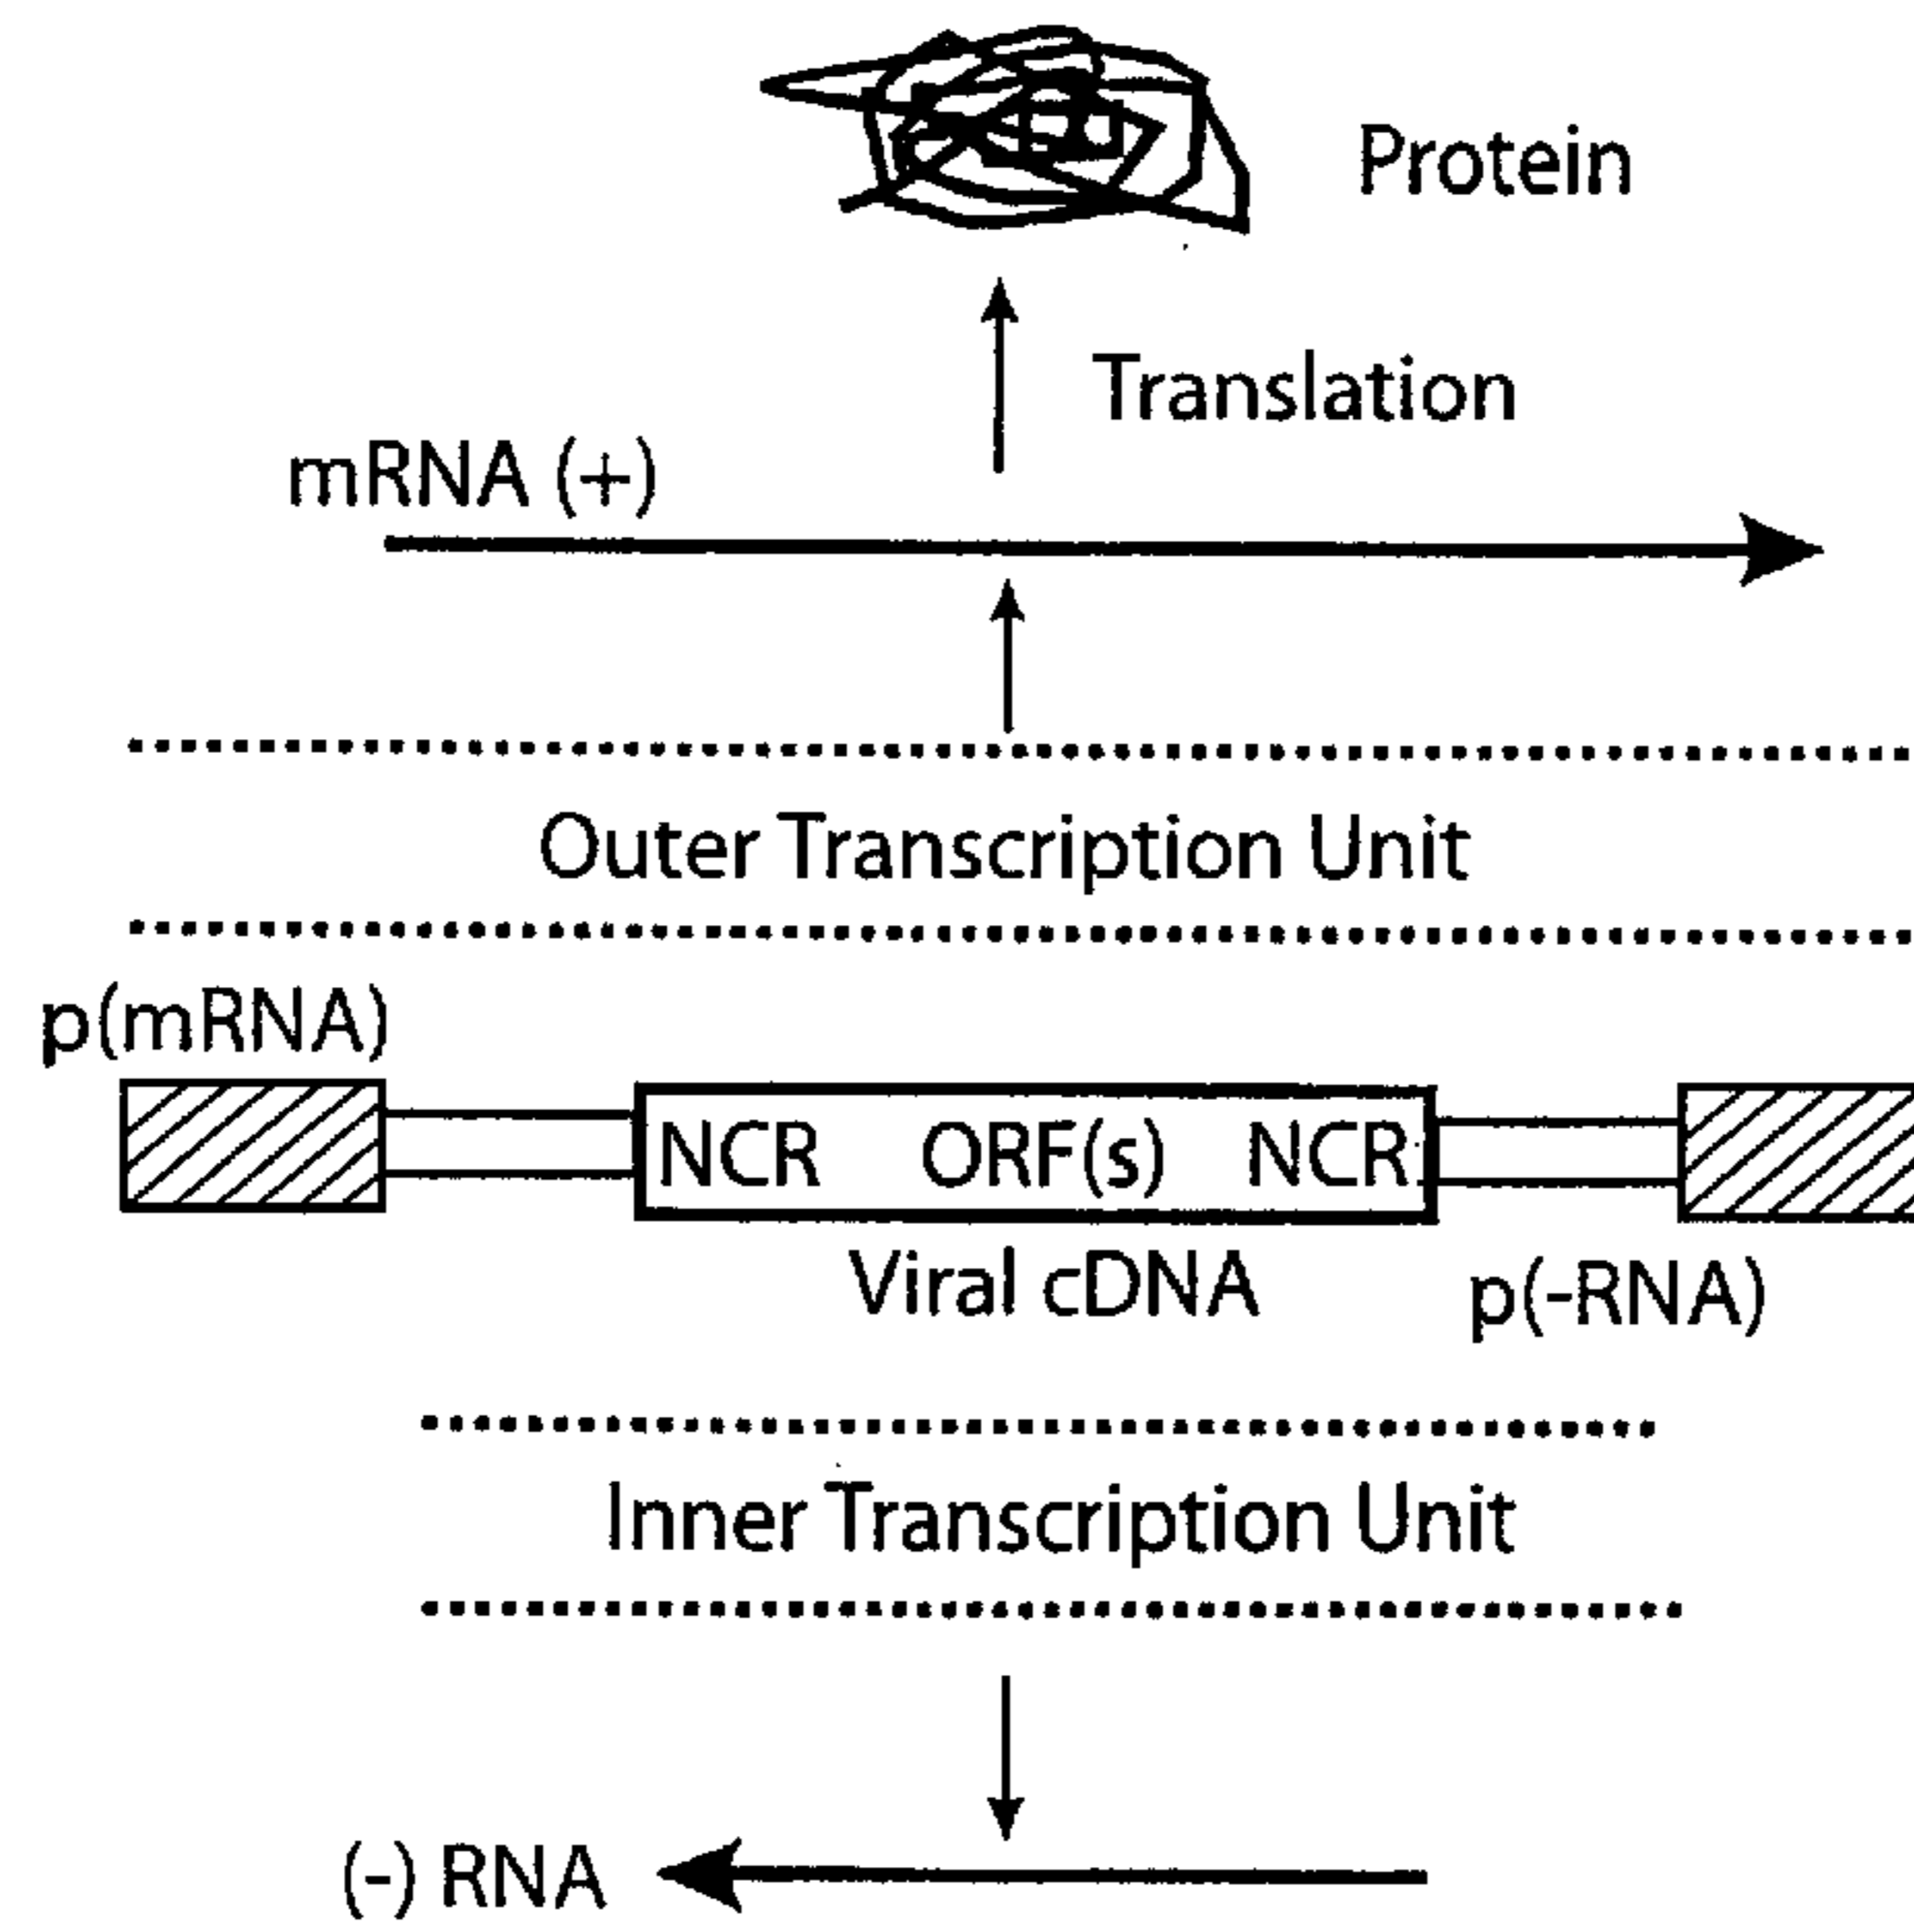 Protein
Translation
mRNA (+)
Outer Transcription Unit
p(mRNA)
NCR ORF(s) NCR
Viral cDNA
p(-RNA)
Inner Transcription Unit
(-) RNA